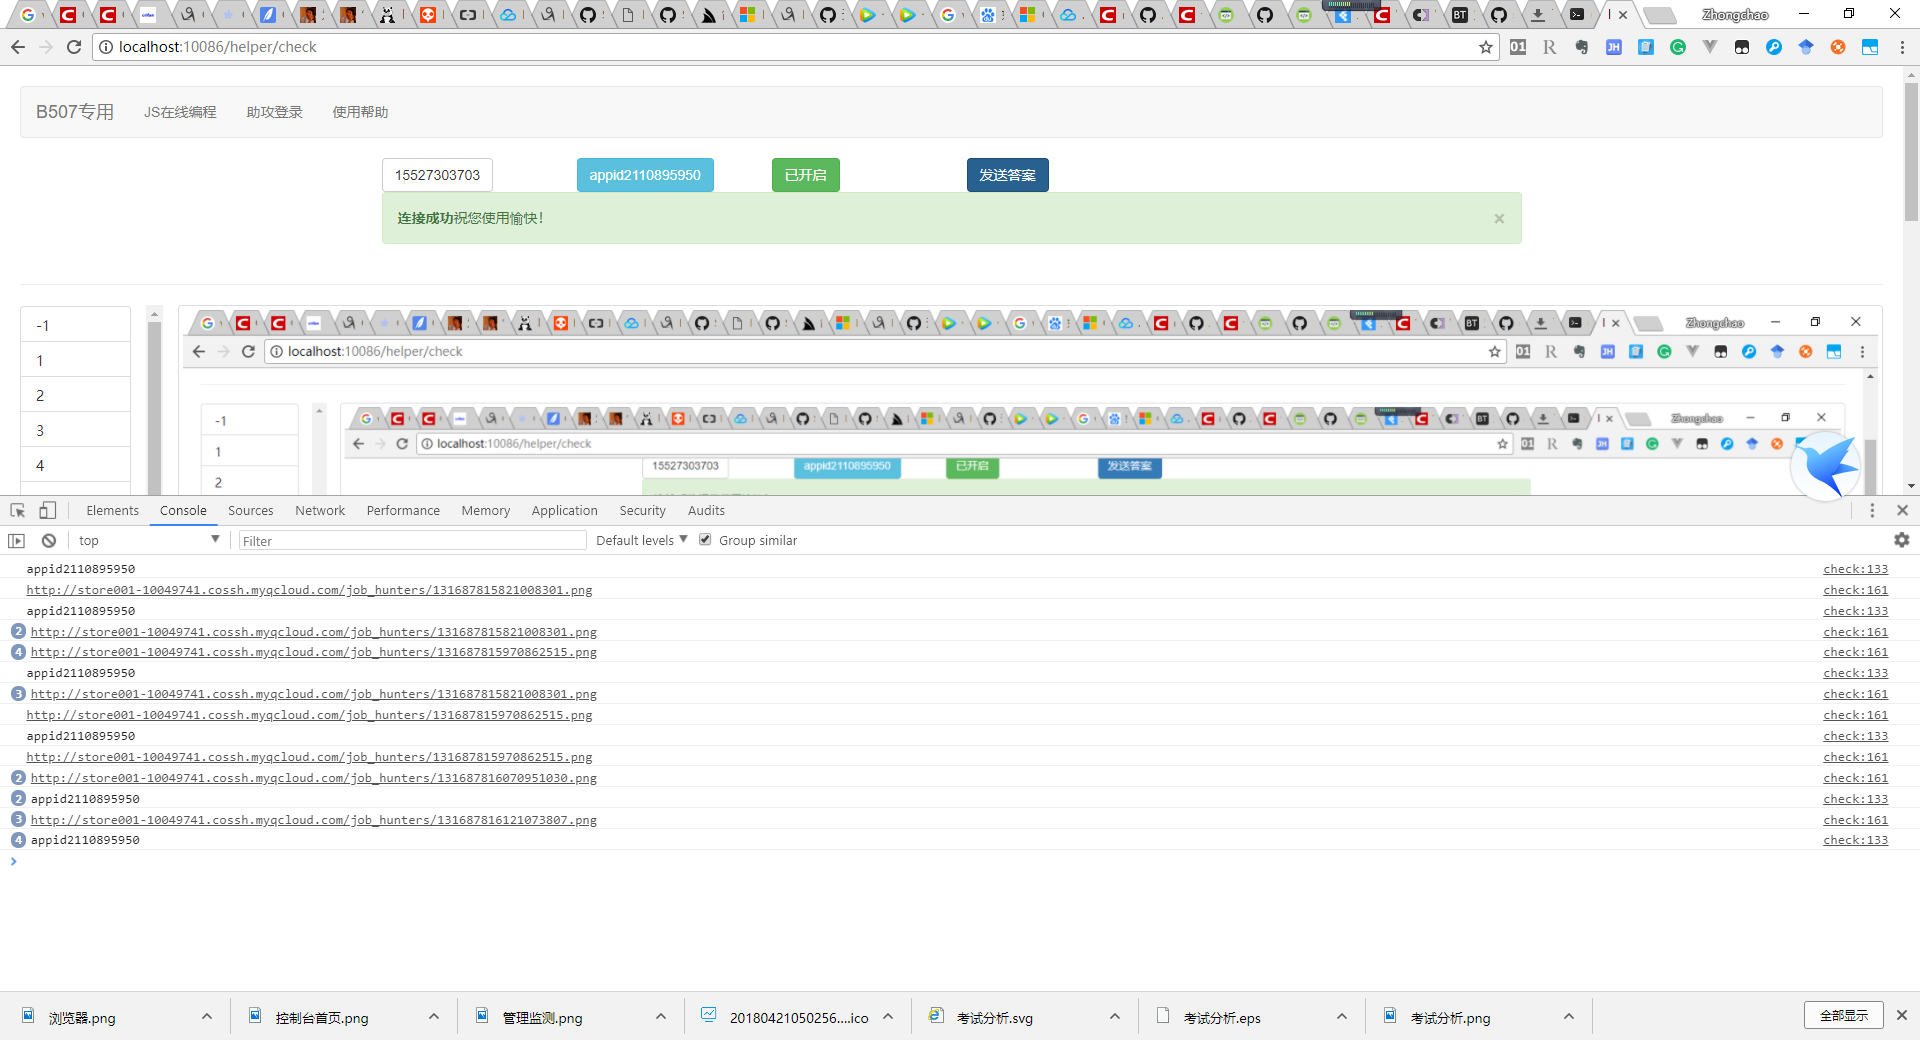 Zhongchao
localhost:10086/helper/check
B507专用 JS在线编程 助攻登录 使用帮助
15527303703 appid2110895950 已开启 发送答案
连接成功祝您使用愉快！ ×
-1
1
2
3
4
Zhongchao
localhost:10086/helper/check
-1
1
2
Zhongchao
localhost:10086/helper/check
15527303703 appid2110895950 已开启 发送答案
Elements Console Sources Network Performance Memory Application Security Audits
top Filter Default levels Group similar
appid2110895950 check:133
http://store001-10049741.cossh.myqcloud.com/job_hunters/131687815821008301.png check:161
appid2110895950 check:133
2 http://store001-10049741.cossh.myqcloud.com/job_hunters/131687815821008301.png check:161
4 http://store001-10049741.cossh.myqcloud.com/job_hunters/131687815970862515.png check:161
appid2110895950 check:133
3 http://store001-10049741.cossh.myqcloud.com/job_hunters/131687815821008301.png check:161
http://store001-10049741.cossh.myqcloud.com/job_hunters/131687815970862515.png check:161
appid2110895950 check:133
http://store001-10049741.cossh.myqcloud.com/job_hunters/131687815970862515.png check:161
2 http://store001-10049741.cossh.myqcloud.com/job_hunters/131687816070951030.png check:161
2 appid2110895950 check:133
3 http://store001-10049741.cossh.myqcloud.com/job_hunters/131687816121073807.png check:161
4 appid2110895950 check:133
浏览器.png 控制台首页.png 管理监测.png 20180421050256....ico 考试分析.svg 考试分析.eps 考试分析.png 全部显示